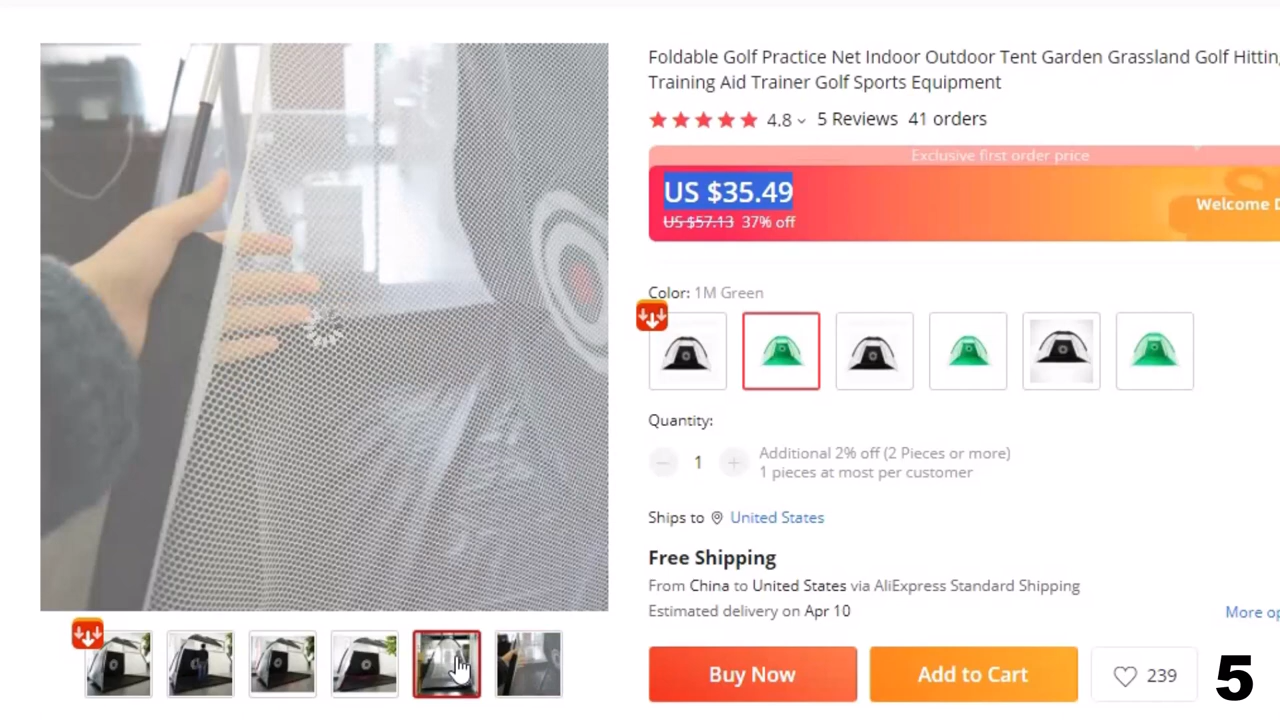 Foldable Golf Practice Net Indoor Outdoor Tent Garden Grassland Golf Hitting
Training Aid Trainer Golf Sports Equipment
4.8 5 Reviews 41 orders
Exclusive first order price
US $35.49
US $57.13 37% off
Welcome D
Color: 1M Green
Quantity:
1
Additional 2% off (2 Pieces or more)
1 pieces at most per customer
Ships to United States
Free Shipping
From China to United States via AliExpress Standard Shipping
Estimated delivery on Apr 10
More op
Buy Now
Add to Cart
239
5